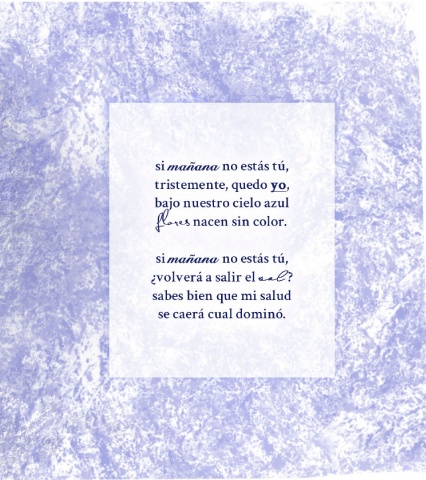 si mañana no estás tú,
tristemente, quedo yo,
bajo nuestro cielo azul
flores nacen sin color.
si mañana no estás tú,
¿volverá a salir el sol?
sabes bien que mi salud
se caerá cual dominó.